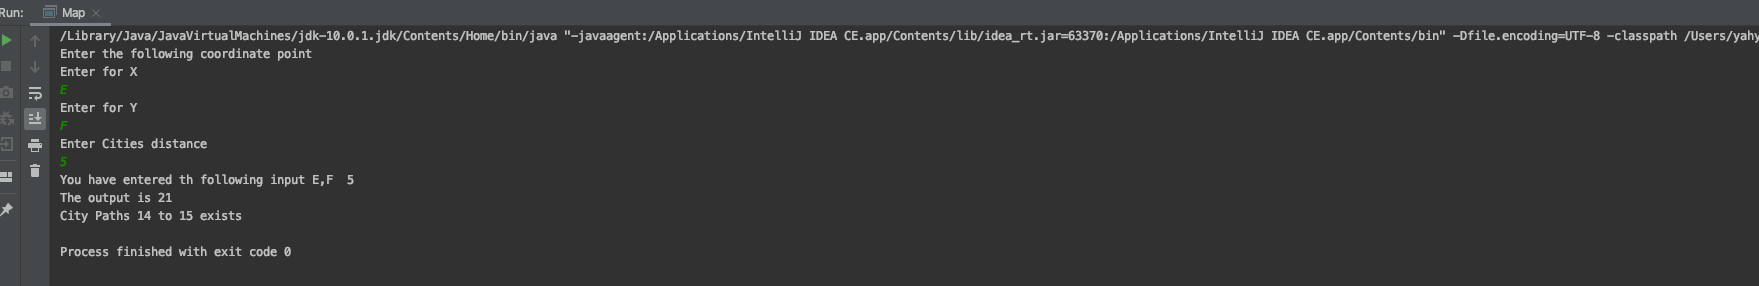 Run: Map ×
/Library/Java/JavaVirtualMachines/jdk-10.0.1.jdk/Contents/Home/bin/java "-javaagent:/Applications/IntelliJ IDEA CE.app/Contents/lib/idea_rt.jar=63370:/Applications/IntelliJ IDEA CE.app/Contents/bin" -Dfile.encoding=UTF-8 -classpath /Users/yahy
Enter the following coordinate point
Enter for X
E
Enter for Y
F
Enter Cities distance
5
You have entered th following input E,F  5
The output is 21
City Paths 14 to 15 exists
Process finished with exit code 0